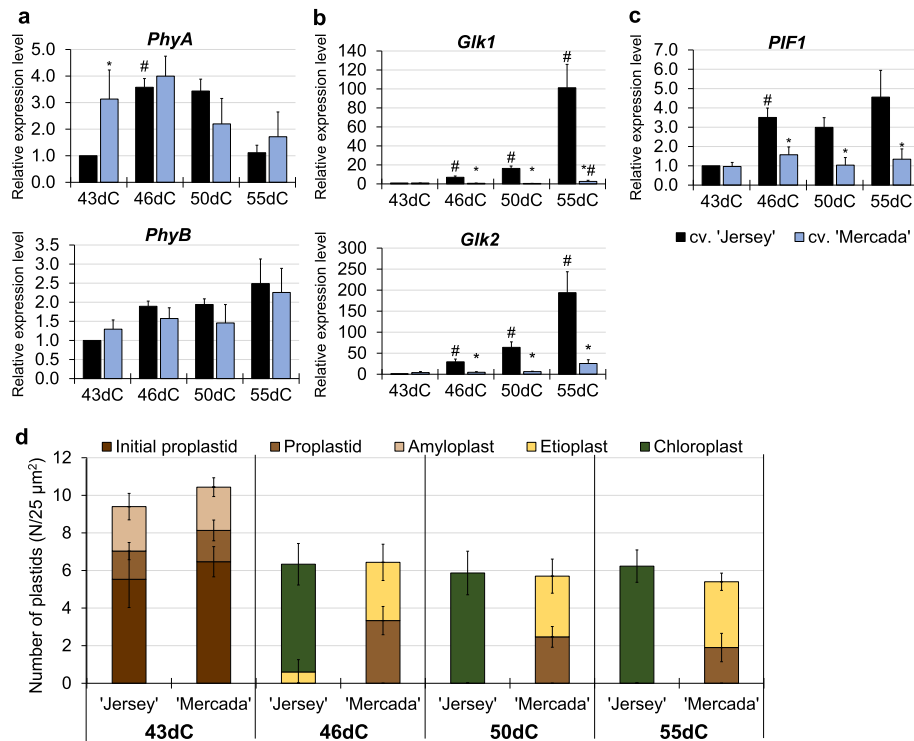 a
PhyA
Relative expression level
5.0
4.0
3.0
2.0
1.0
0.0
*
#
43dC 46dC 50dC 55dC
PhyB
Relative expression level
3.5
3.0
2.5
2.0
1.5
1.0
0.5
0.0
43dC 46dC 50dC 55dC
b
Glk1
Relative expression level
140
120
100
80
60
40
20
0
# * # * # *#
43dC 46dC 50dC 55dC
Glk2
Relative expression level
300
250
200
150
100
50
0
# * # * # *
43dC 46dC 50dC 55dC
c
PIF1
Relative expression level
7.0
6.0
5.0
4.0
3.0
2.0
1.0
0.0
# * * *
43dC 46dC 50dC 55dC
cv. 'Jersey' cv. 'Mercada'
d
Initial proplastid Proplastid Amyloplast Etioplast Chloroplast
Number of plastids (N/25 µm²)
12
10
8
6
4
2
0
'Jersey' 'Mercada' 'Jersey' 'Mercada' 'Jersey' 'Mercada' 'Jersey' 'Mercada'
43dC 46dC 50dC 55dC